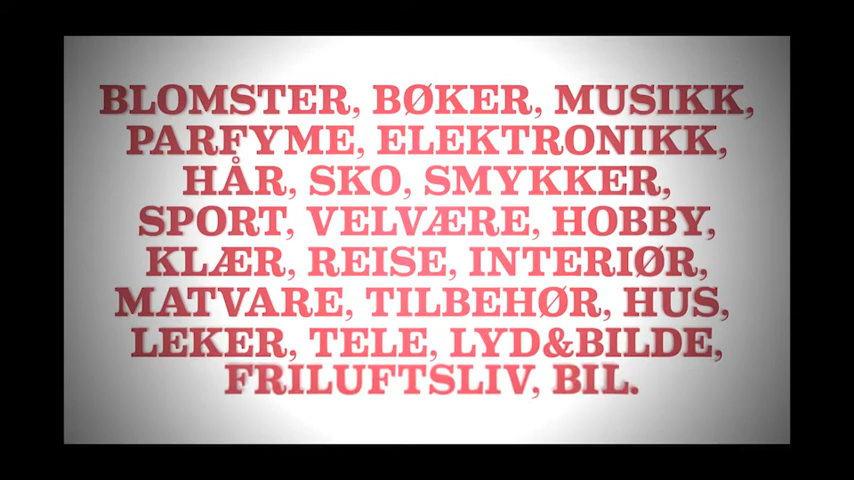 BLOMSTER, BØKER, MUSIKK,
PARFYME, ELEKTRONIKK,
HÅR, SKO, SMYKKER,
SPORT, VELVÆRE, HOBBY,
KLÆR, REISE, INTERIØR,
MATVARE, TILBEHØR, HUS,
LEKER, TELE, LYD&BILDE,
FRILUFTSLIV, BIL.